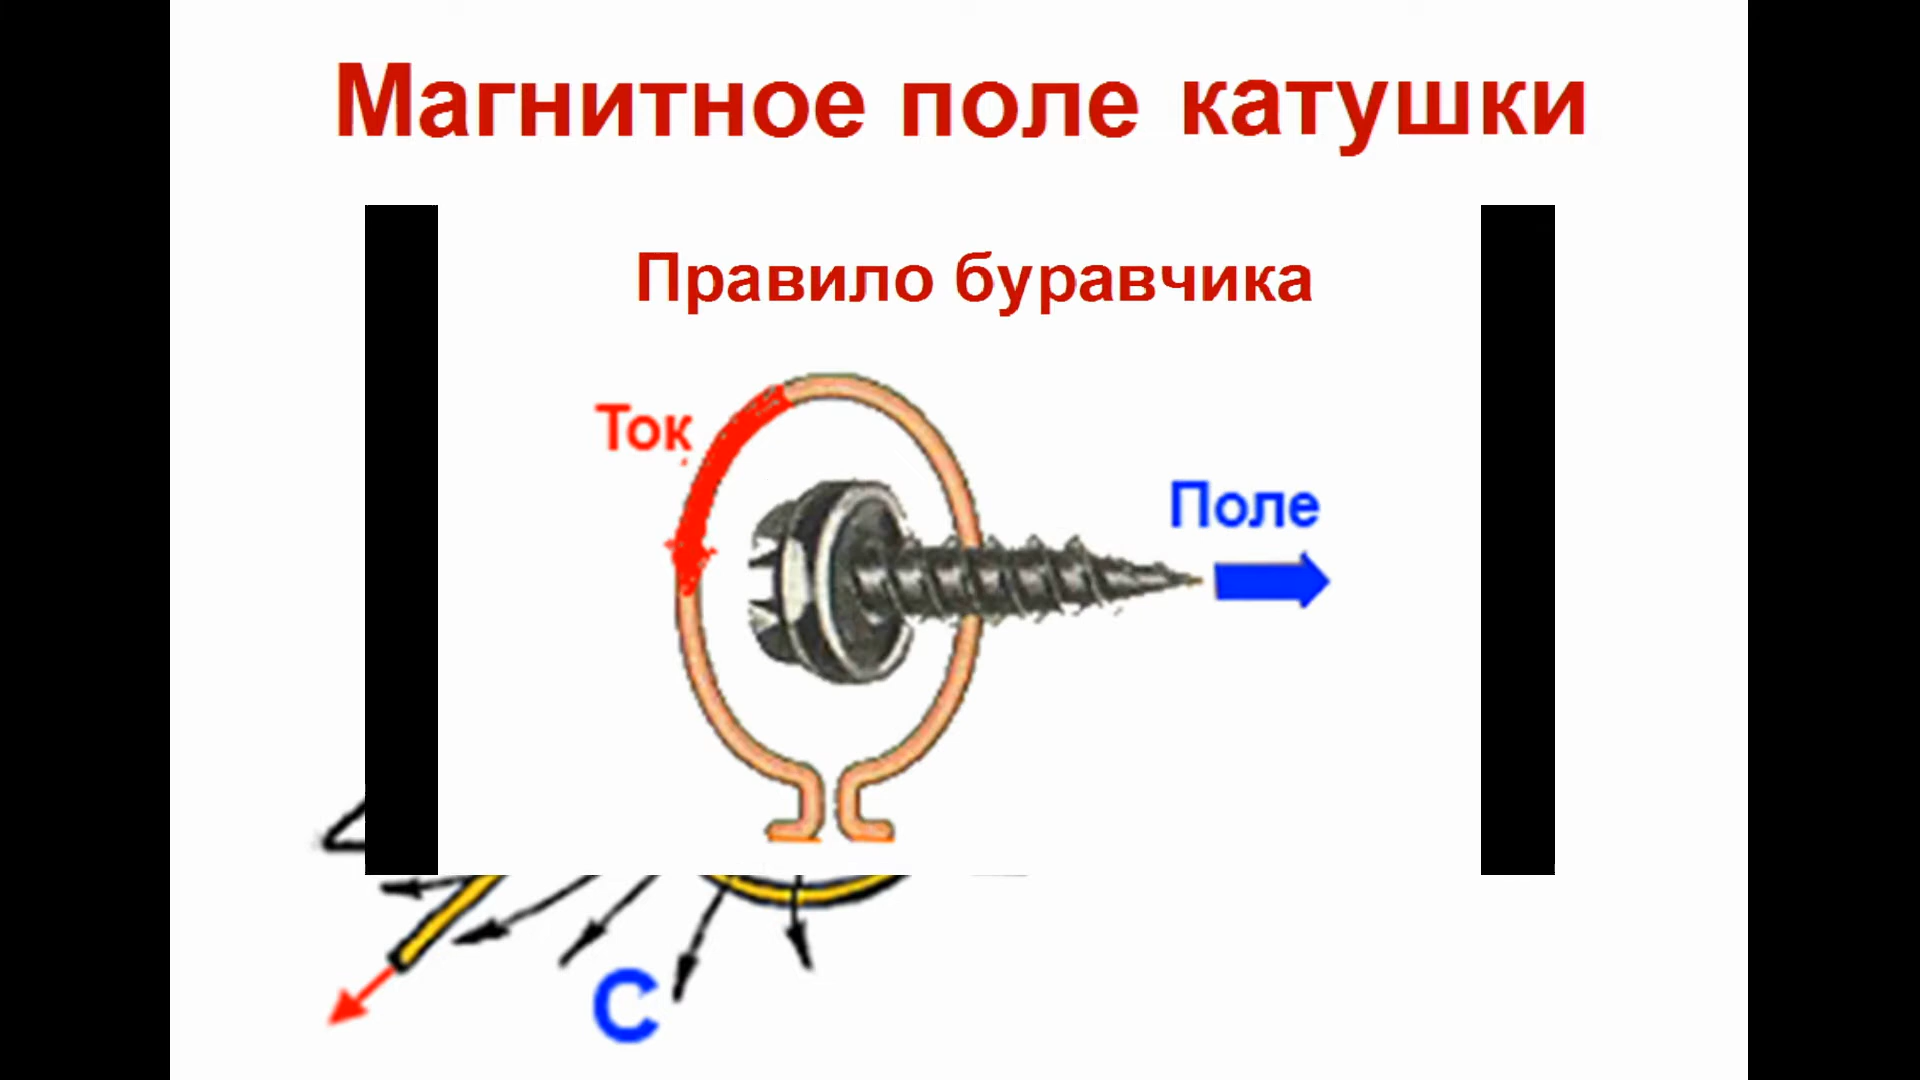 Магнитное поле катушки
Правило буравчика
Ток
Поле
С